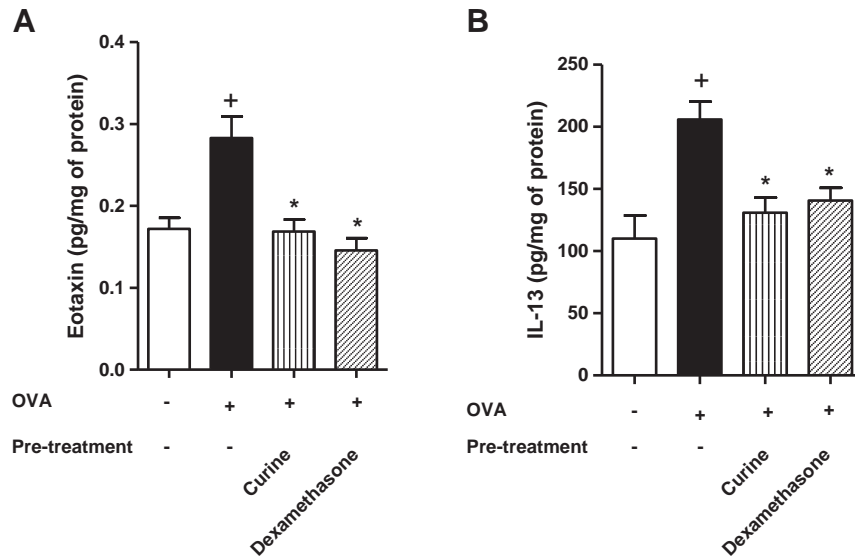 A
Eotaxin (pg/mg of protein)
0.4
0.3
0.2
0.1
0.0
+
*
*
OVA - + + +
Pre-treatment - - Curine Dexamethasone
B
IL-13 (pg/mg of protein)
250
200
150
100
50
0
+
*
*
OVA - + + +
Pre-treatment - - Curine Dexamethasone